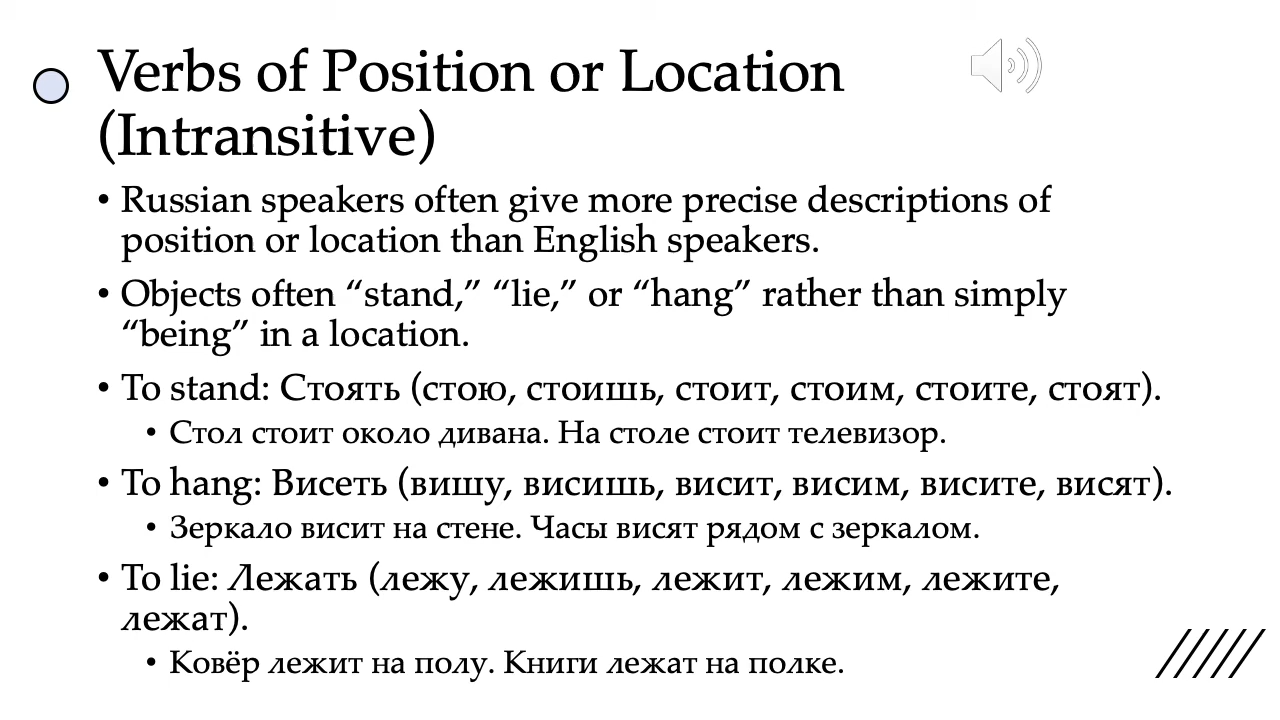 Verbs of Position or Location
(Intransitive)
• Russian speakers often give more precise descriptions of
position or location than English speakers.
• Objects often “stand,” “lie,” or “hang” rather than simply
“being” in a location.
• To stand: Стоять (стою, стоишь, стоит, стоим, стоите, стоят).
• Стол стоит около дивана. На столе стоит телевизор.
• To hang: Висеть (вишу, висишь, висит, висим, висите, висят).
• Зеркало висит на стене. Часы висят рядом с зеркалом.
• To lie: Лежать (лежу, лежишь, лежит, лежим, лежите,
лежат).
• Ковёр лежит на полу. Книги лежат на полке.